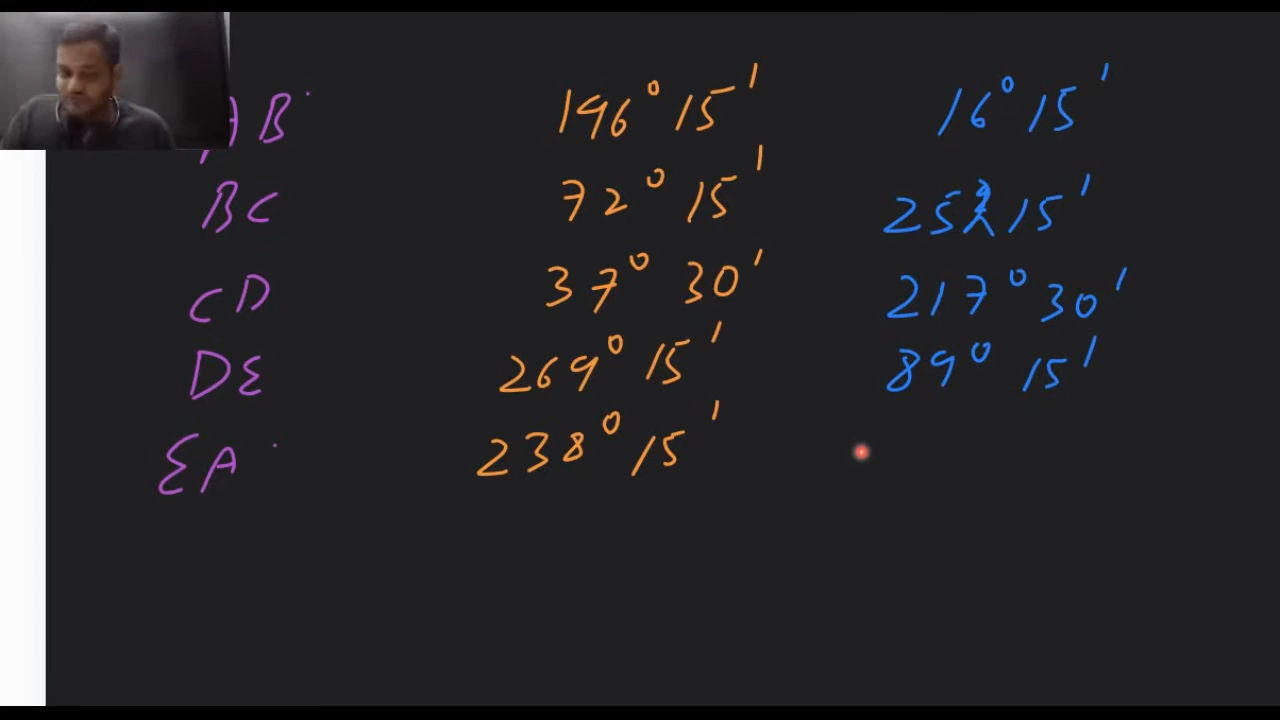 AB 196° 15' 16° 15'
BC 72° 15' 252° 15'
CD 37° 30' 217° 30'
DE 269° 15' 89° 15'
EA 238° 15'